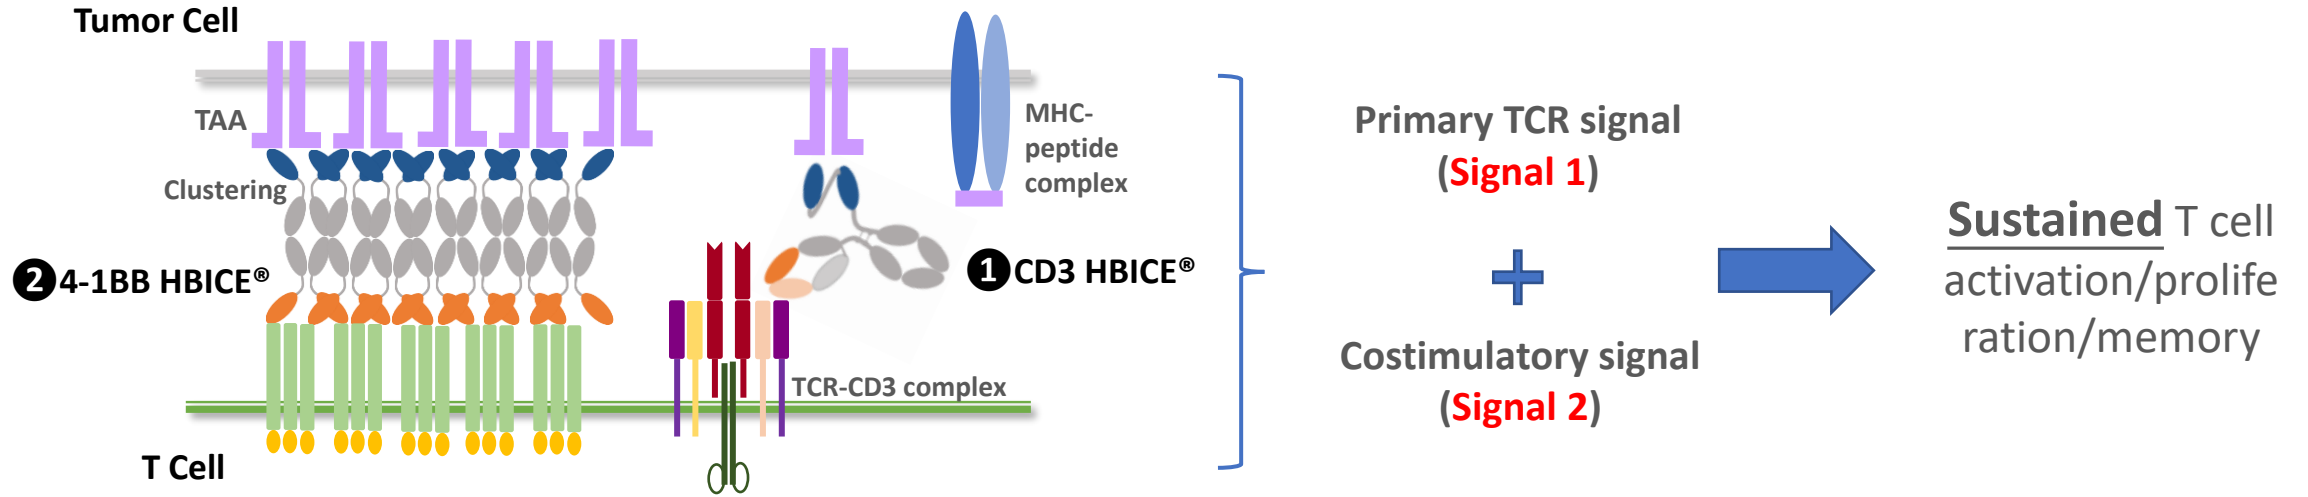 Tumor Cell
TAA
Clustering
❷4-1BB HBICE®
T Cell
MHC-
peptide
complex
❶CD3 HBICE®
TCR-CD3 complex
Primary TCR signal
(Signal 1)
+
Costimulatory signal
(Signal 2)
Sustained T cell
activation/prolife
ration/memory